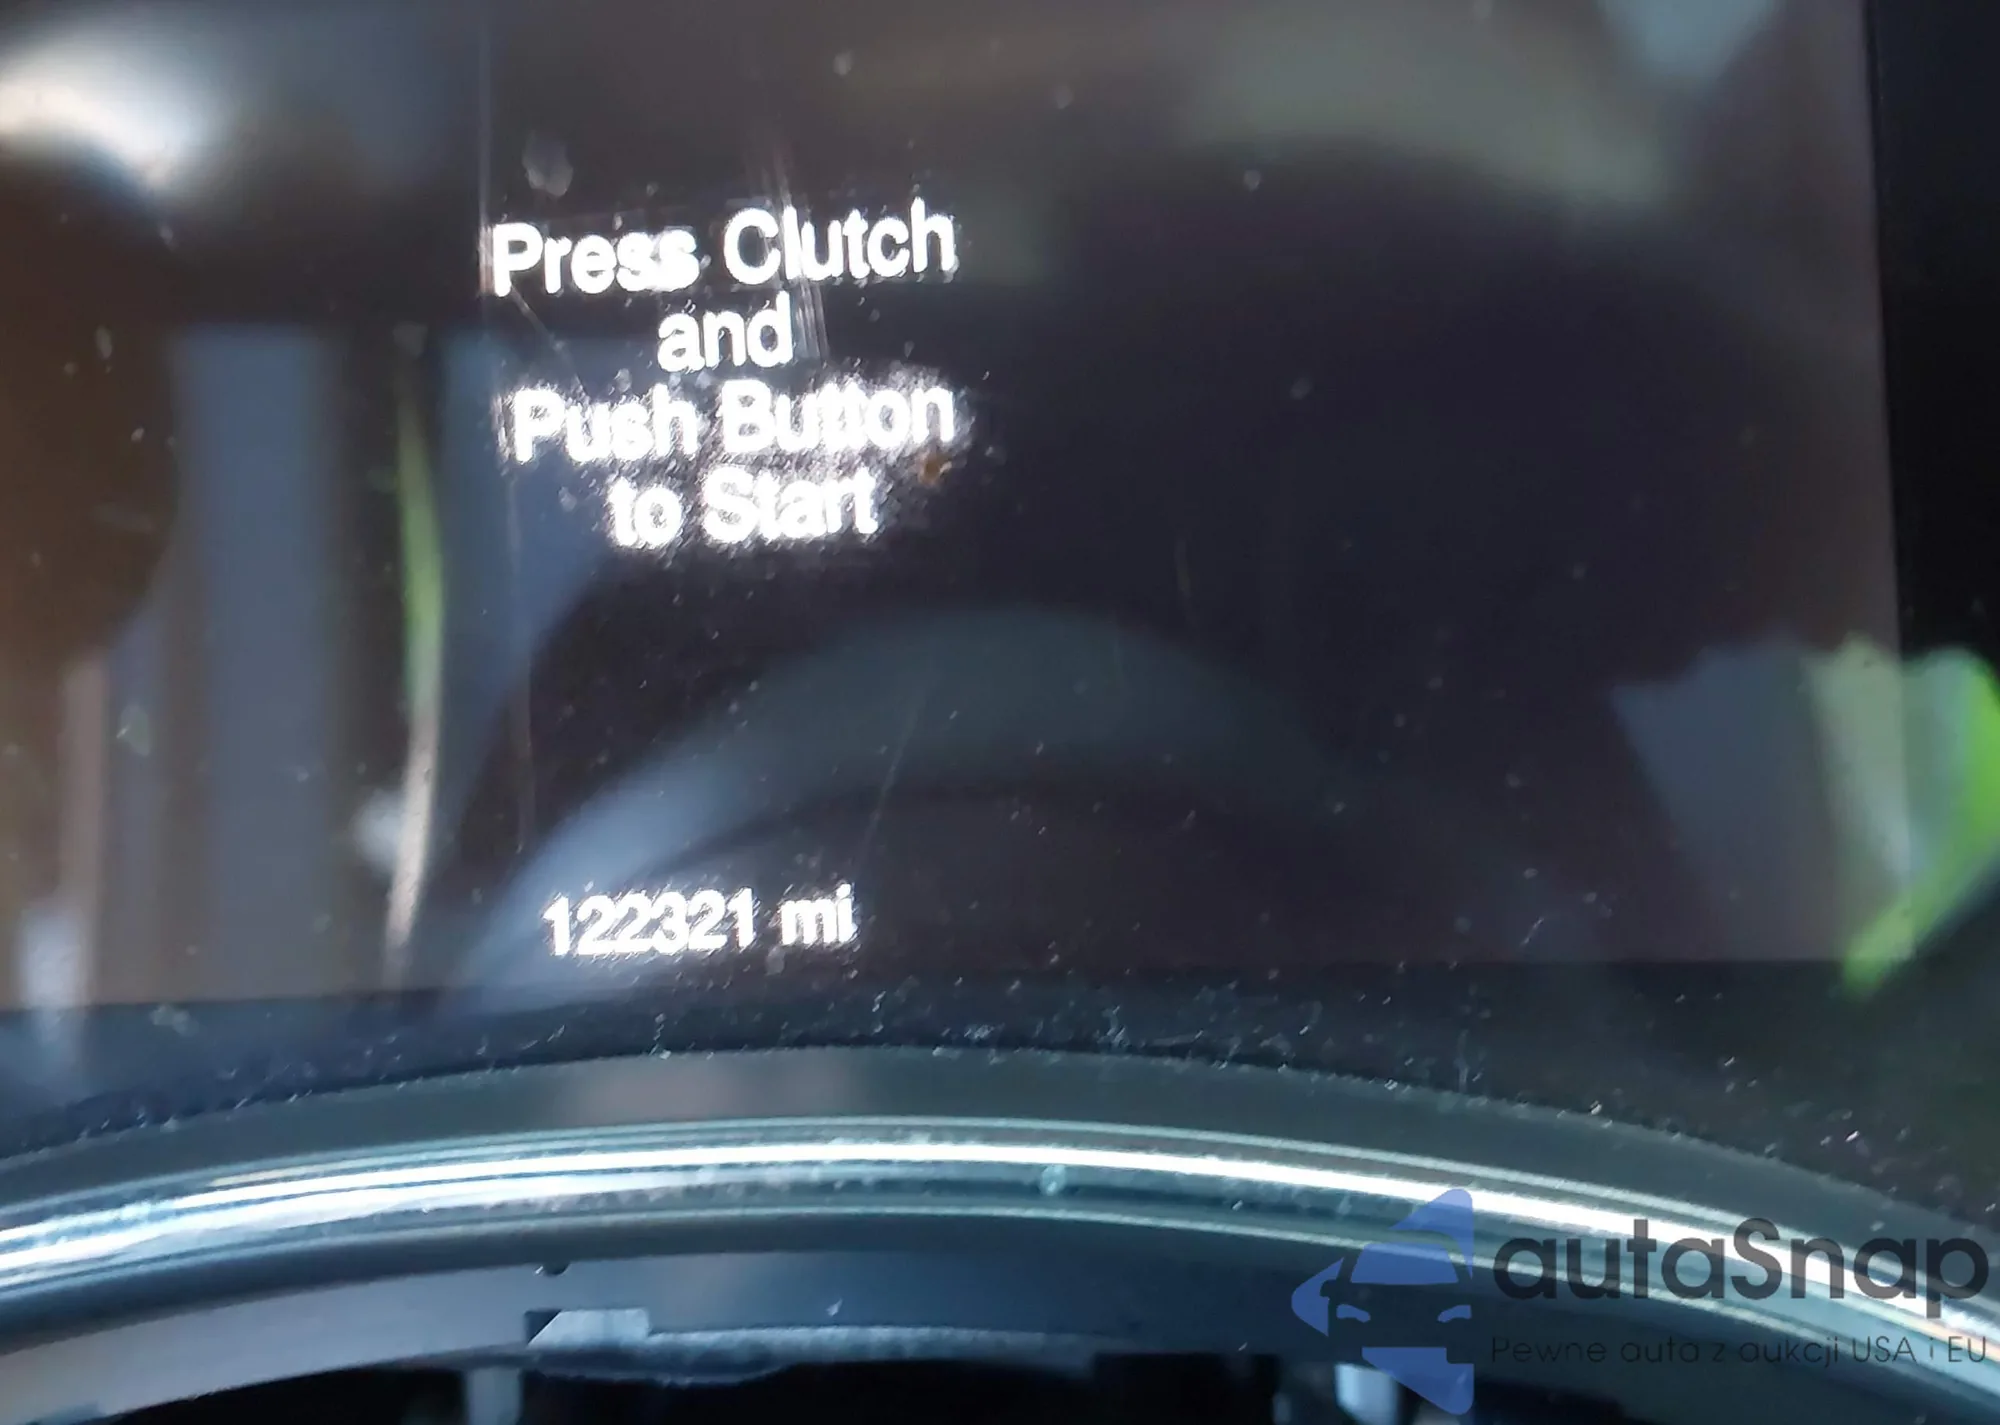 Press Clutch
and
Push Button
to Start
122321 mi
autaSnap
Pewne auta z aukcji USA i EU